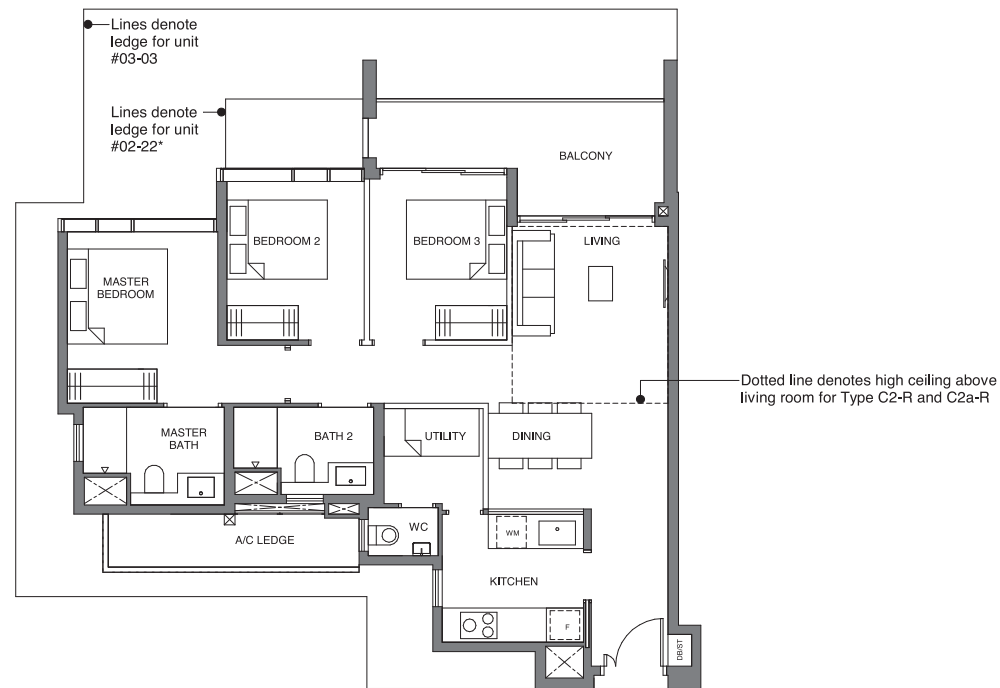 Lines denote
ledge for unit
#03-03
Lines denote
ledge for unit
#02-22*
BALCONY
BEDROOM 2
BEDROOM 3
LIVING
MASTER
BEDROOM
Dotted line denotes high ceiling above
living room for Type C2-R and C2a-R
MASTER
BATH
BATH 2
UTILITY
DINING
A/C LEDGE
WC
WM
KITCHEN
F
DB/ST